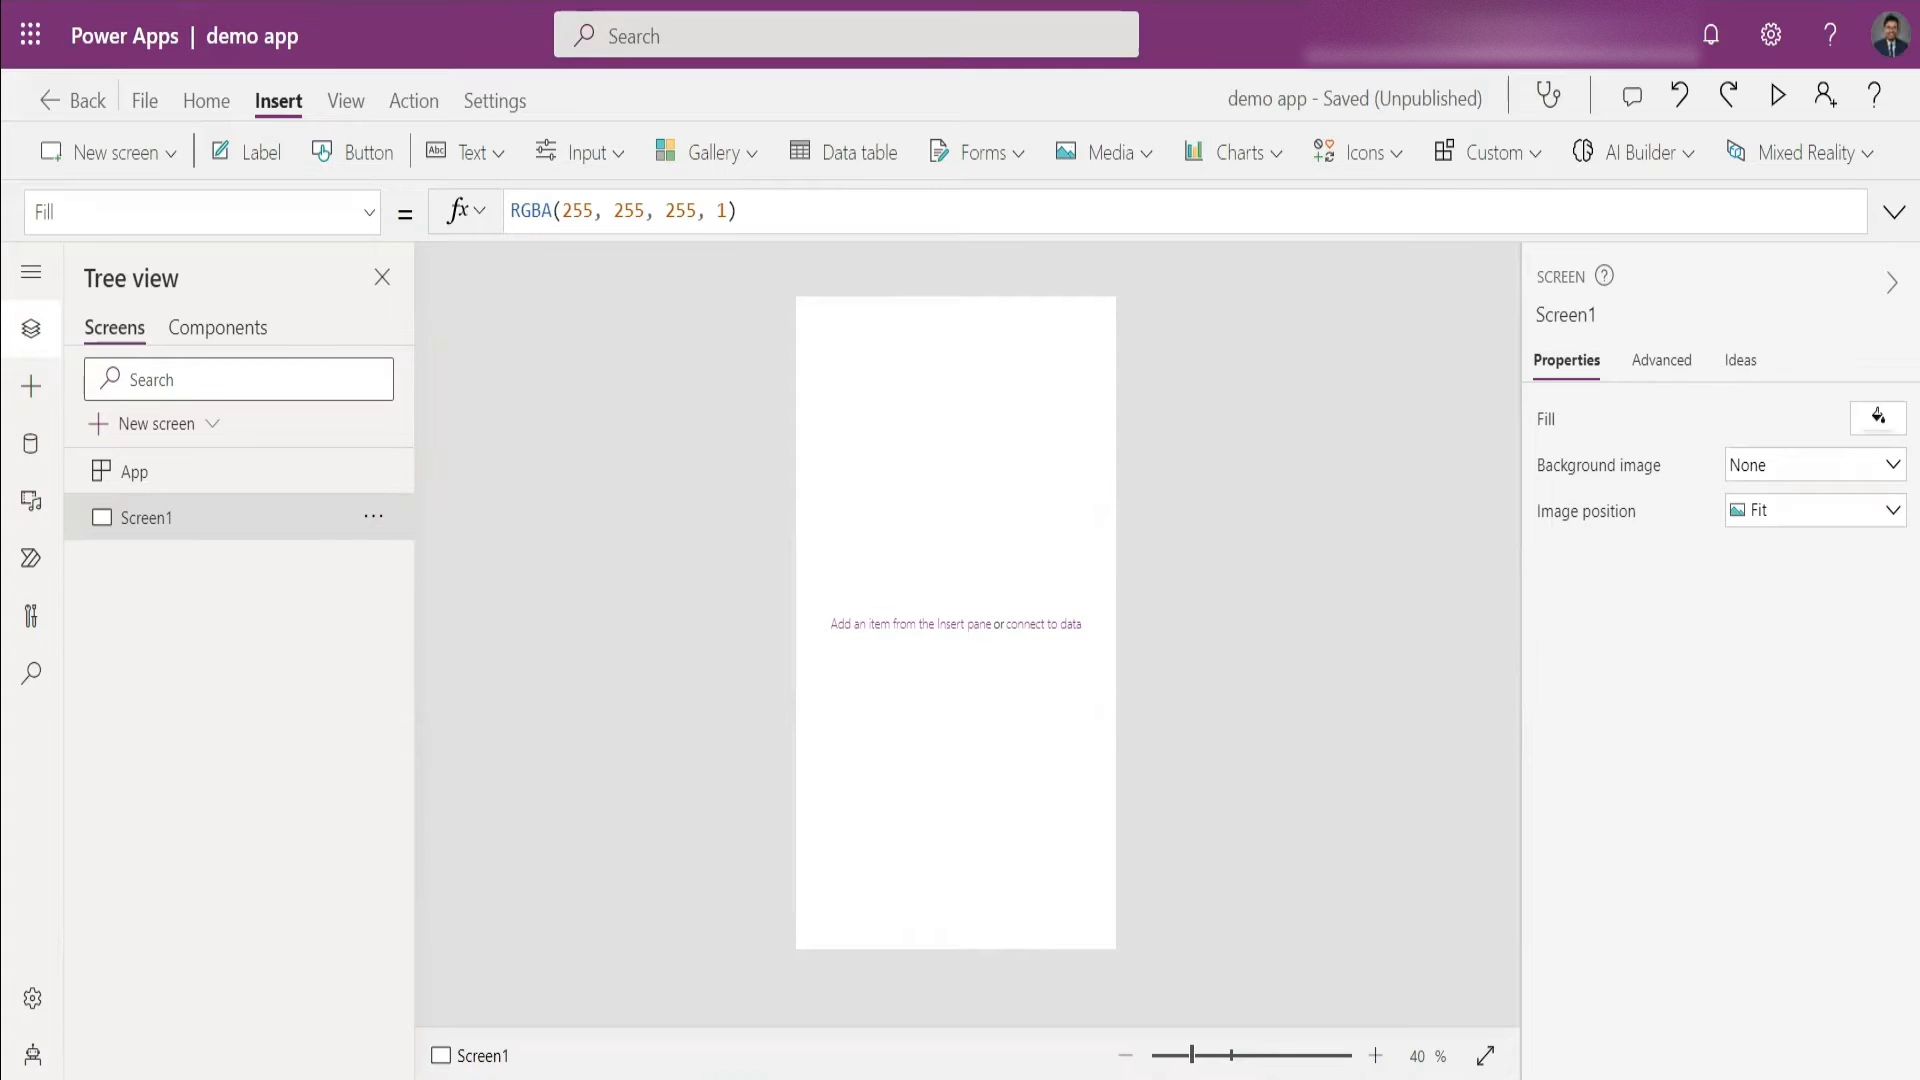 Power Apps | demo app
Search
Back File Home Insert View Action Settings
demo app - Saved (Unpublished)
New screen Label Button Text Input Gallery Data table Forms Media Charts Icons Custom AI Builder Mixed Reality
Fill = fx RGBA(255, 255, 255, 1)
Tree view
Screens Components
Search
New screen
App
Screen1
Add an item from the Insert pane or connect to data
SCREEN
Screen1
Properties Advanced Ideas
Fill
Background image None
Image position Fit
Screen1
40 %